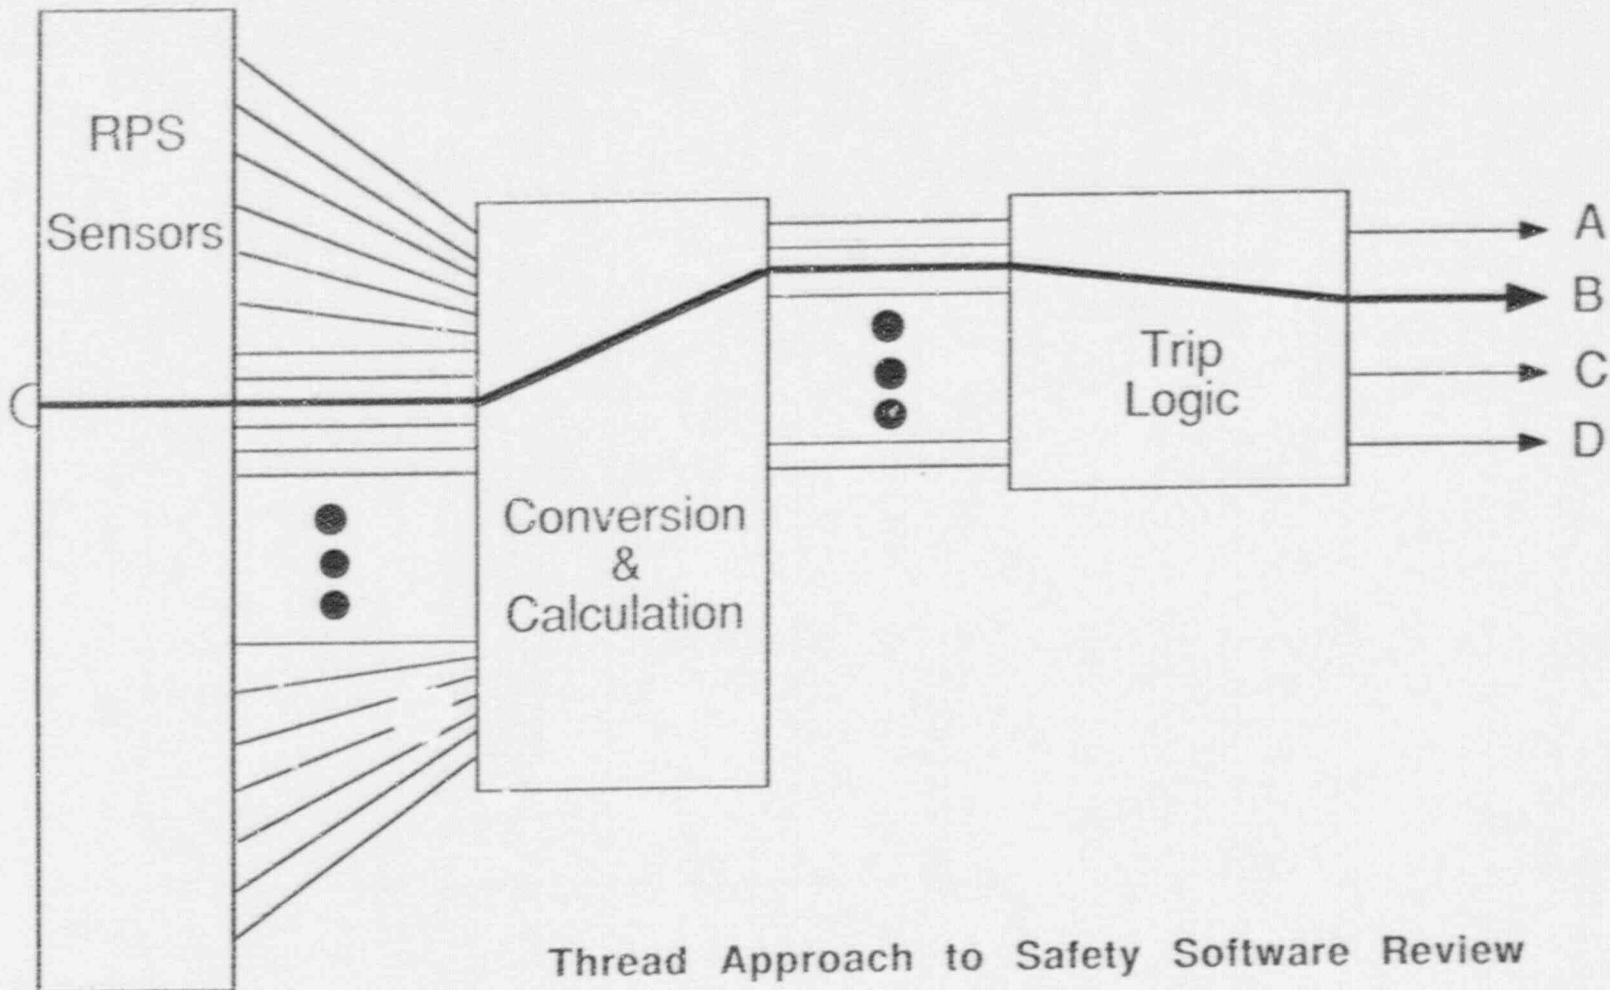 RPS
Sensors
Conversion
&
Calculation
Trip
Logic
A
B
C
D
Thread Approach to Safety Software Review